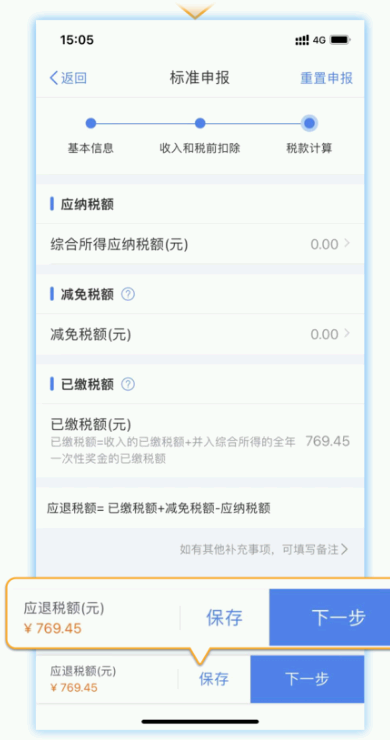 15:05
4G
返回
标准申报
重置申报
基本信息
收入和税前扣除
税款计算
应纳税额
综合所得应纳税额(元)
0.00
减免税额
?
减免税额(元)
0.00
已缴税额
?
已缴税额(元)
已缴税额=收入的已缴税额+并入综合所得的全年
一次性奖金的已缴税额
769.45
应退税额= 已缴税额+减免税额-应纳税额
如有其他补充事项，可填写备注
应退税额(元)
¥ 769.45
保存
下一步
应退税额(元)
¥ 769.45
保存
下一步